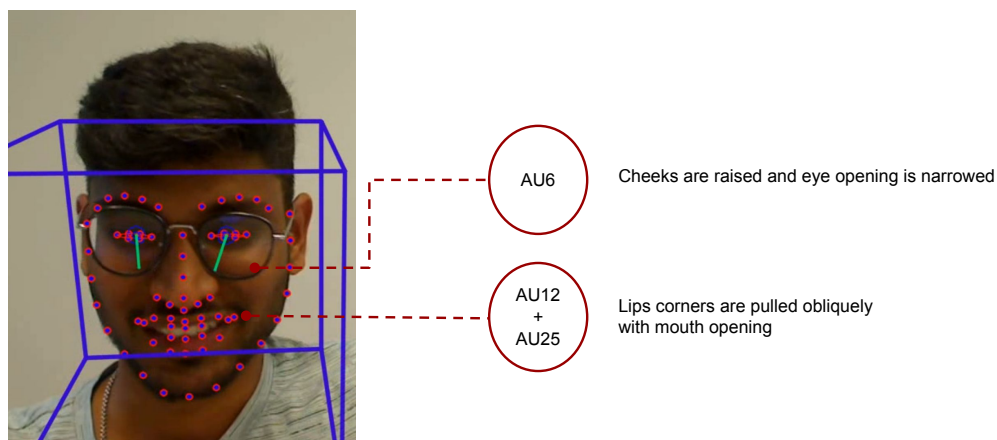 AU6
Cheeks are raised and eye opening is narrowed
AU12
+
AU25
Lips corners are pulled obliquely
with mouth opening